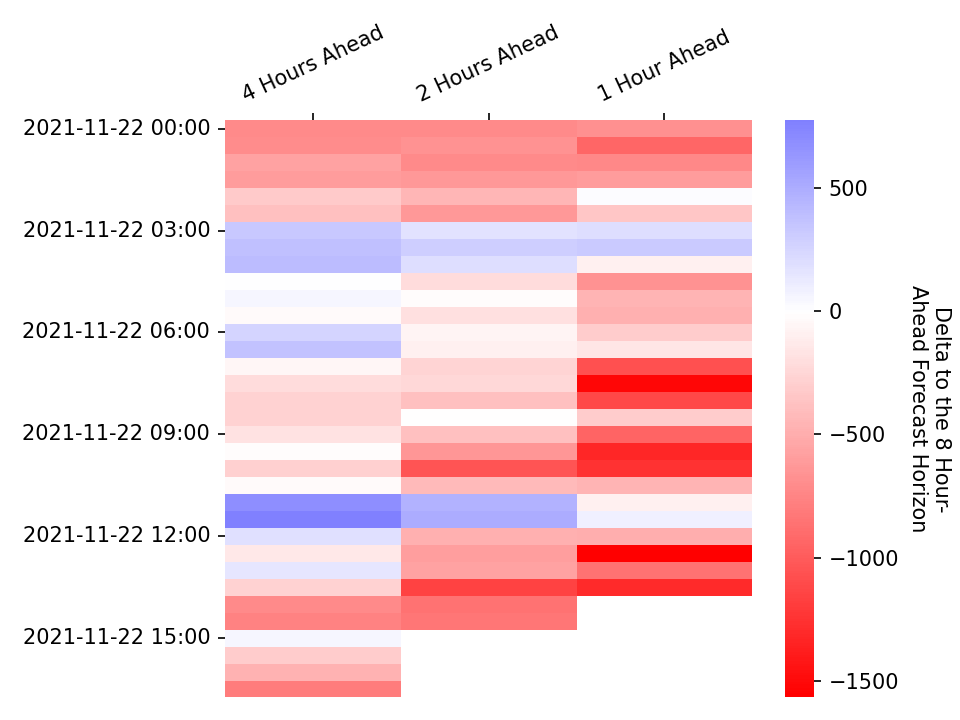 4 Hours Ahead
2 Hours Ahead
1 Hour Ahead
2021-11-22 00:00
2021-11-22 03:00
2021-11-22 06:00
2021-11-22 09:00
2021-11-22 12:00
2021-11-22 15:00
500
0
−500
−1000
−1500
Delta to the 8 Hour-
Ahead Forecast Horizon